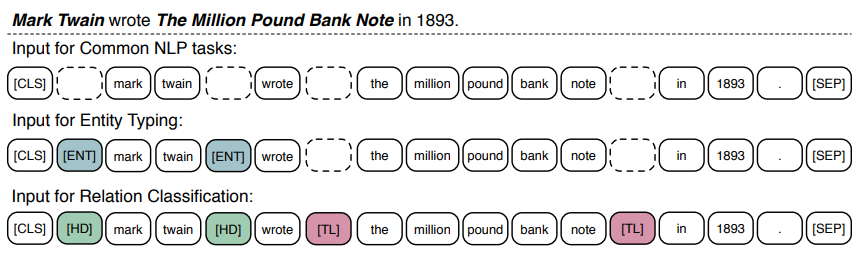 Mark Twain wrote The Million Pound Bank Note in 1893.
Input for Common NLP tasks:
[CLS] mark twain wrote the million pound bank note in 1893 . [SEP]
Input for Entity Typing:
[CLS] [ENT] mark twain [ENT] wrote the million pound bank note in 1893 . [SEP]
Input for Relation Classification:
[CLS] [HD] mark twain [HD] wrote [TL] the million pound bank note [TL] in 1893 . [SEP]